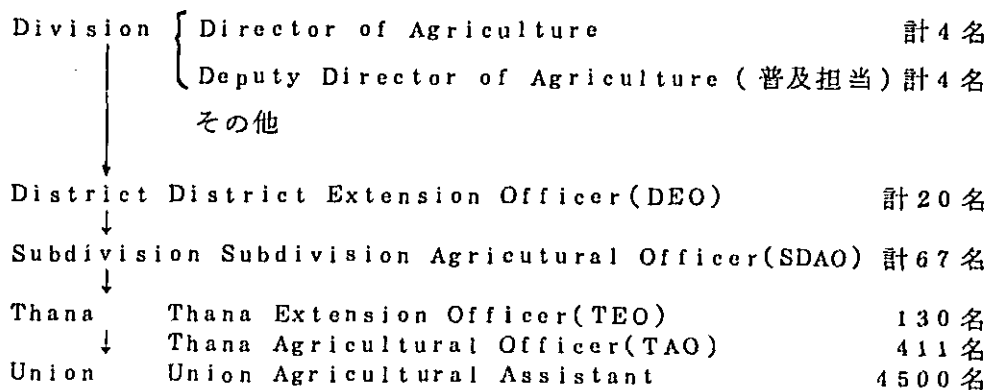 Division { Director of Agriculture 計4名
Deputy Director of Agriculture (普及担当) 計4名
その他
District District Extension Officer(DEO) 計20名
Subdivision Subdivision Agricutural Officer(SDAO) 計67名
Thana Thana Extension Officer(TEO) 130名
Thana Agricultural Officer(TAO) 411名
Union Union Agricultural Assistant 4500名